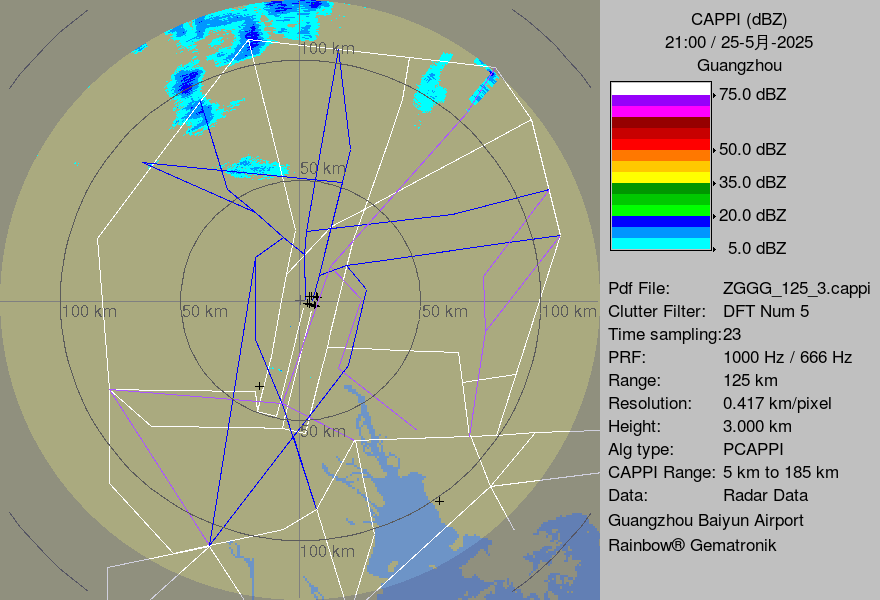 CAPPI (dBZ)
21:00 / 25-5月-2025
Guangzhou
75.0 dBZ
50.0 dBZ
35.0 dBZ
20.0 dBZ
5.0 dBZ
Pdf File: ZGGG_125_3.cappi
Clutter Filter: DFT Num 5
Time sampling:23
PRF: 1000 Hz / 666 Hz
Range: 125 km
Resolution: 0.417 km/pixel
Height: 3.000 km
Alg type: PCAPPI
CAPPI Range: 5 km to 185 km
Data: Radar Data
Guangzhou Baiyun Airport
Rainbow® Gematronik
100 km
50 km
100 km
50 km
50 km
100 km
50 km
100 km